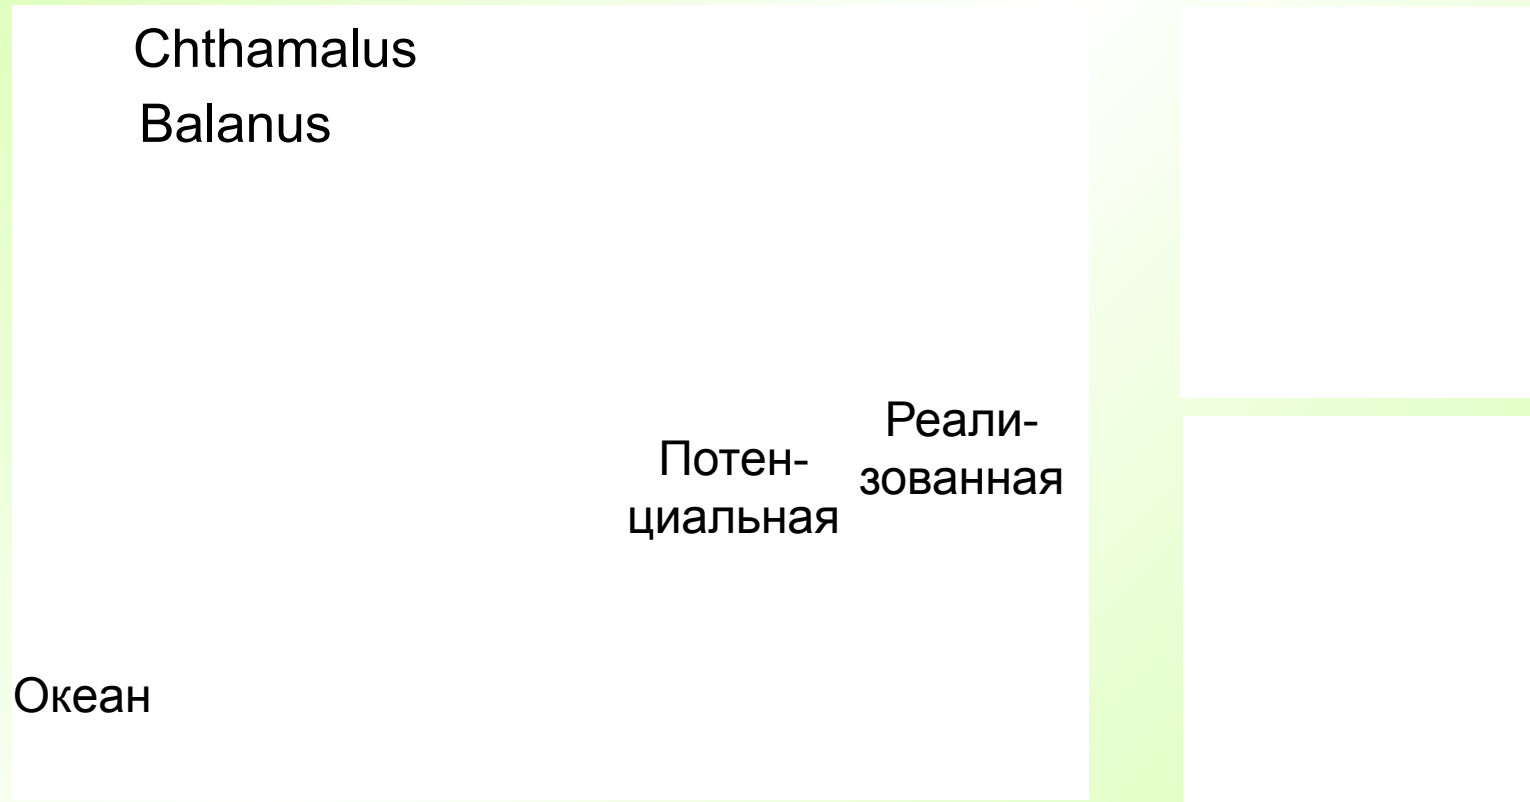 Chthamalus
Balanus
Потен-
циальная
Реали-
зованная
Океан